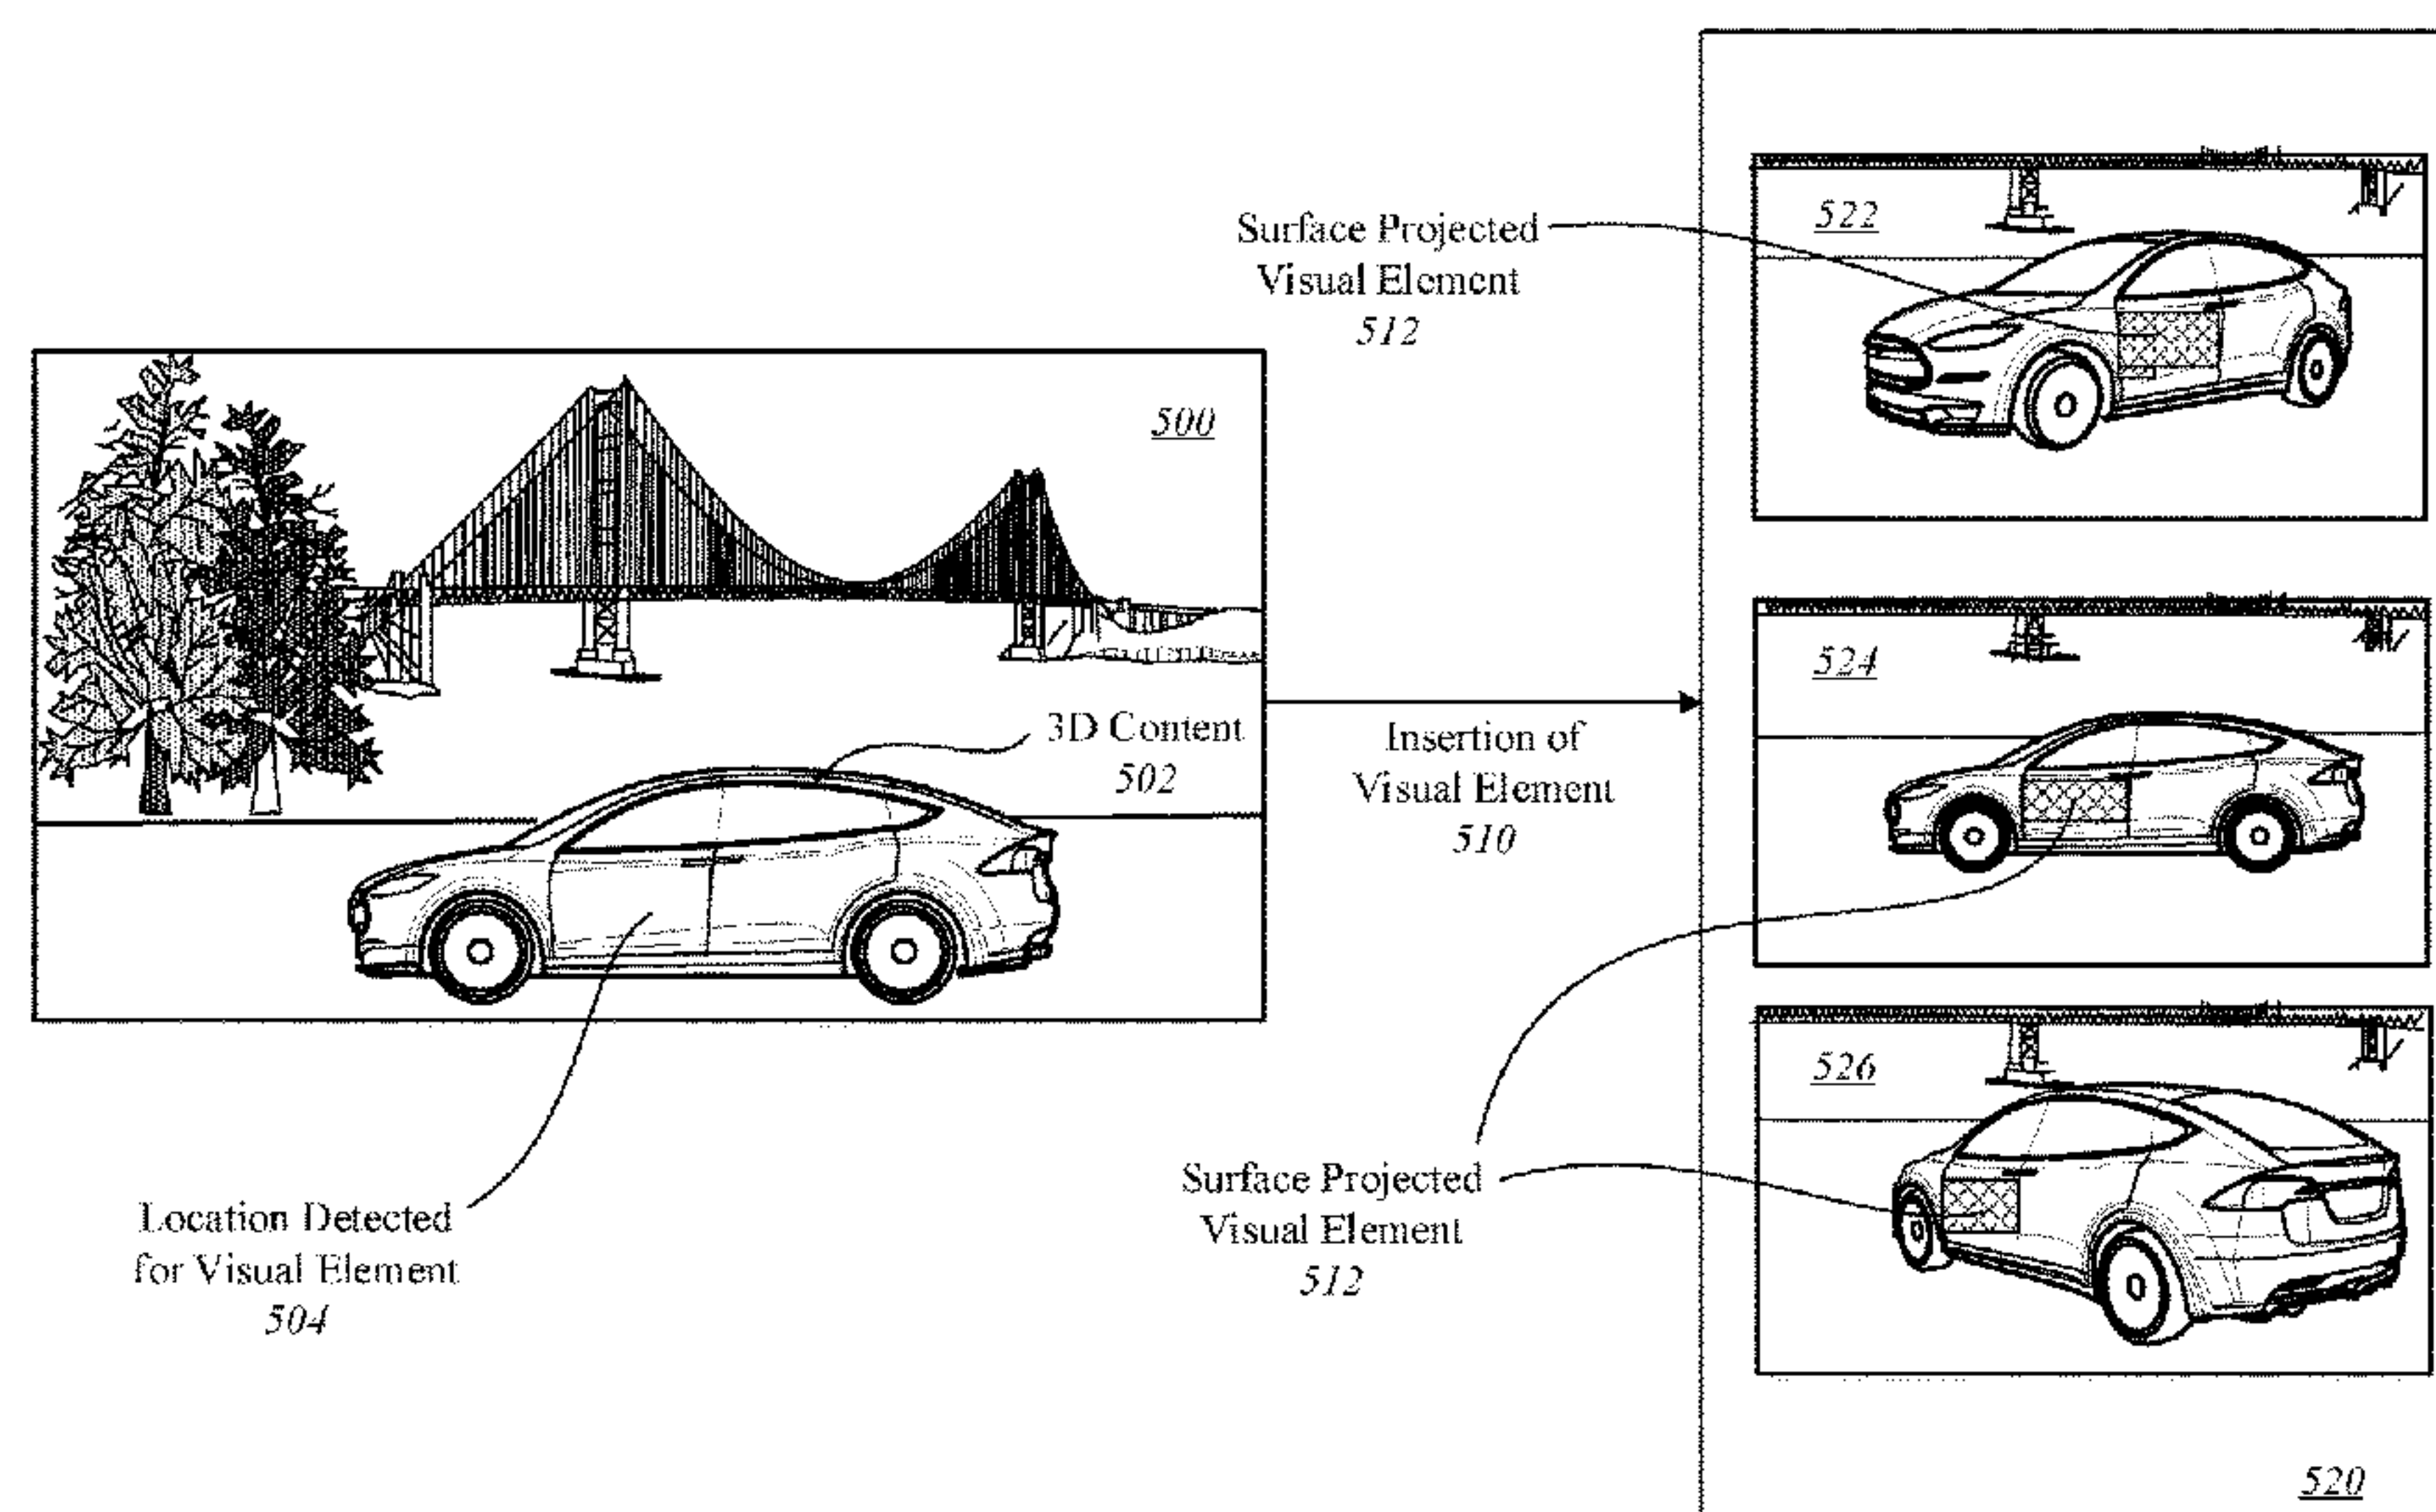 Surface Projected
Visual Element
512
522
500
3D Content
502
Insertion of
Visual Element
510
524
526
Location Detected
for Visual Element
504
Surface Projected
Visual Element
512
520